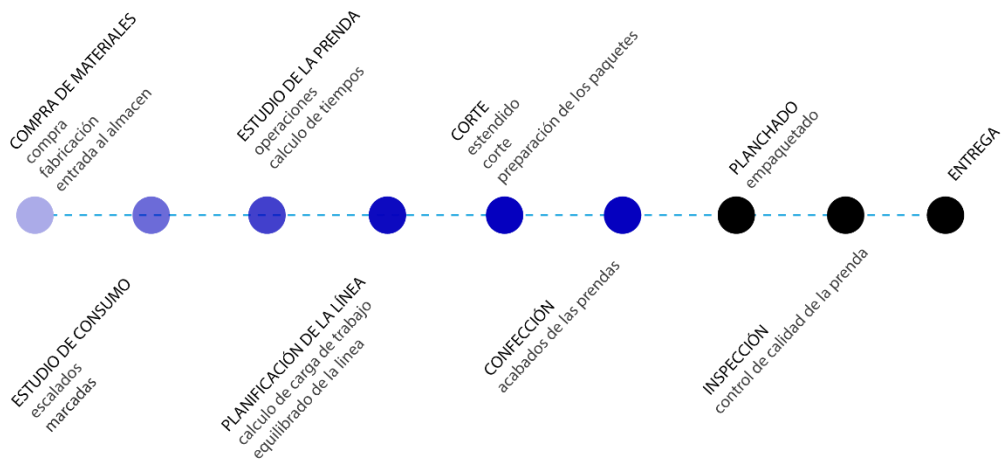 COMPRA DE MATERIALES
compra
fabricación
entrada al almacen
ESTUDIO DE CONSUMO
escalados
marcadas
ESTUDIO DE LA PRENDA
operaciones
calculo de tiempos
PLANIFICACIÓN DE LA LÍNEA
calculo de carga de trabajo
equilibrado de la linea
CORTE
estendido
corte
preparación de los paquetes
CONFECCIÓN
acabados de las prendas
PLANCHADO
empaquetado
INSPECCIÓN
control de calidad de la prenda
ENTREGA